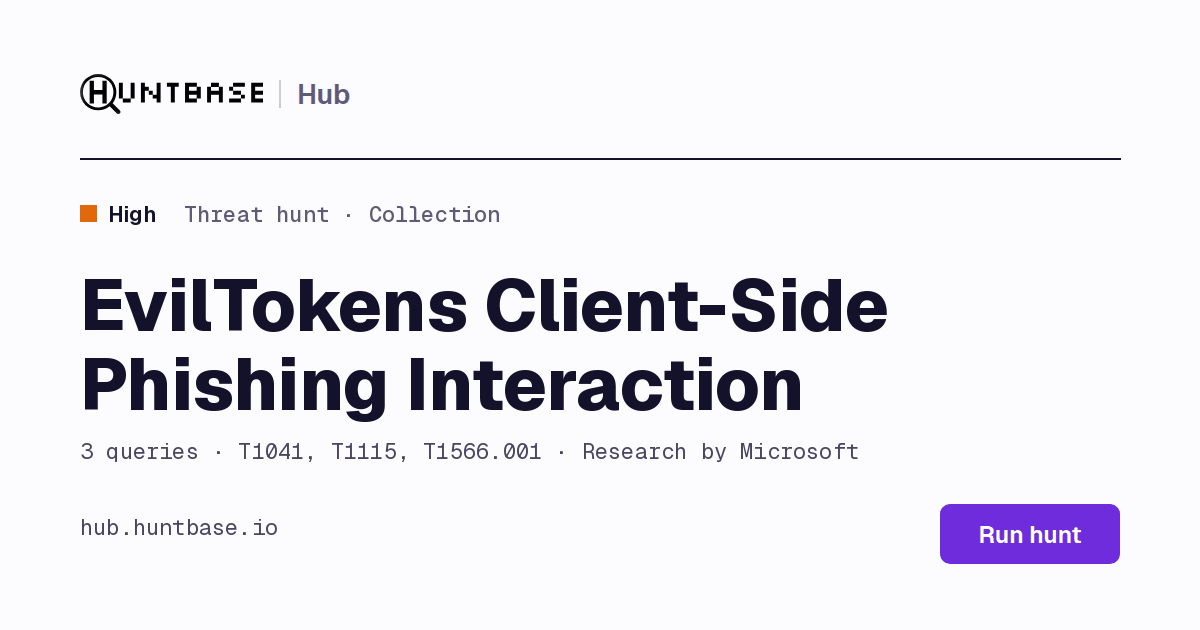 HUNTBASE | Hub
High Threat hunt · Collection
EvilTokens Client-Side
Phishing Interaction
3 queries · T1041, T1115, T1566.001 · Research by Microsoft
hub.huntbase.io
Run hunt